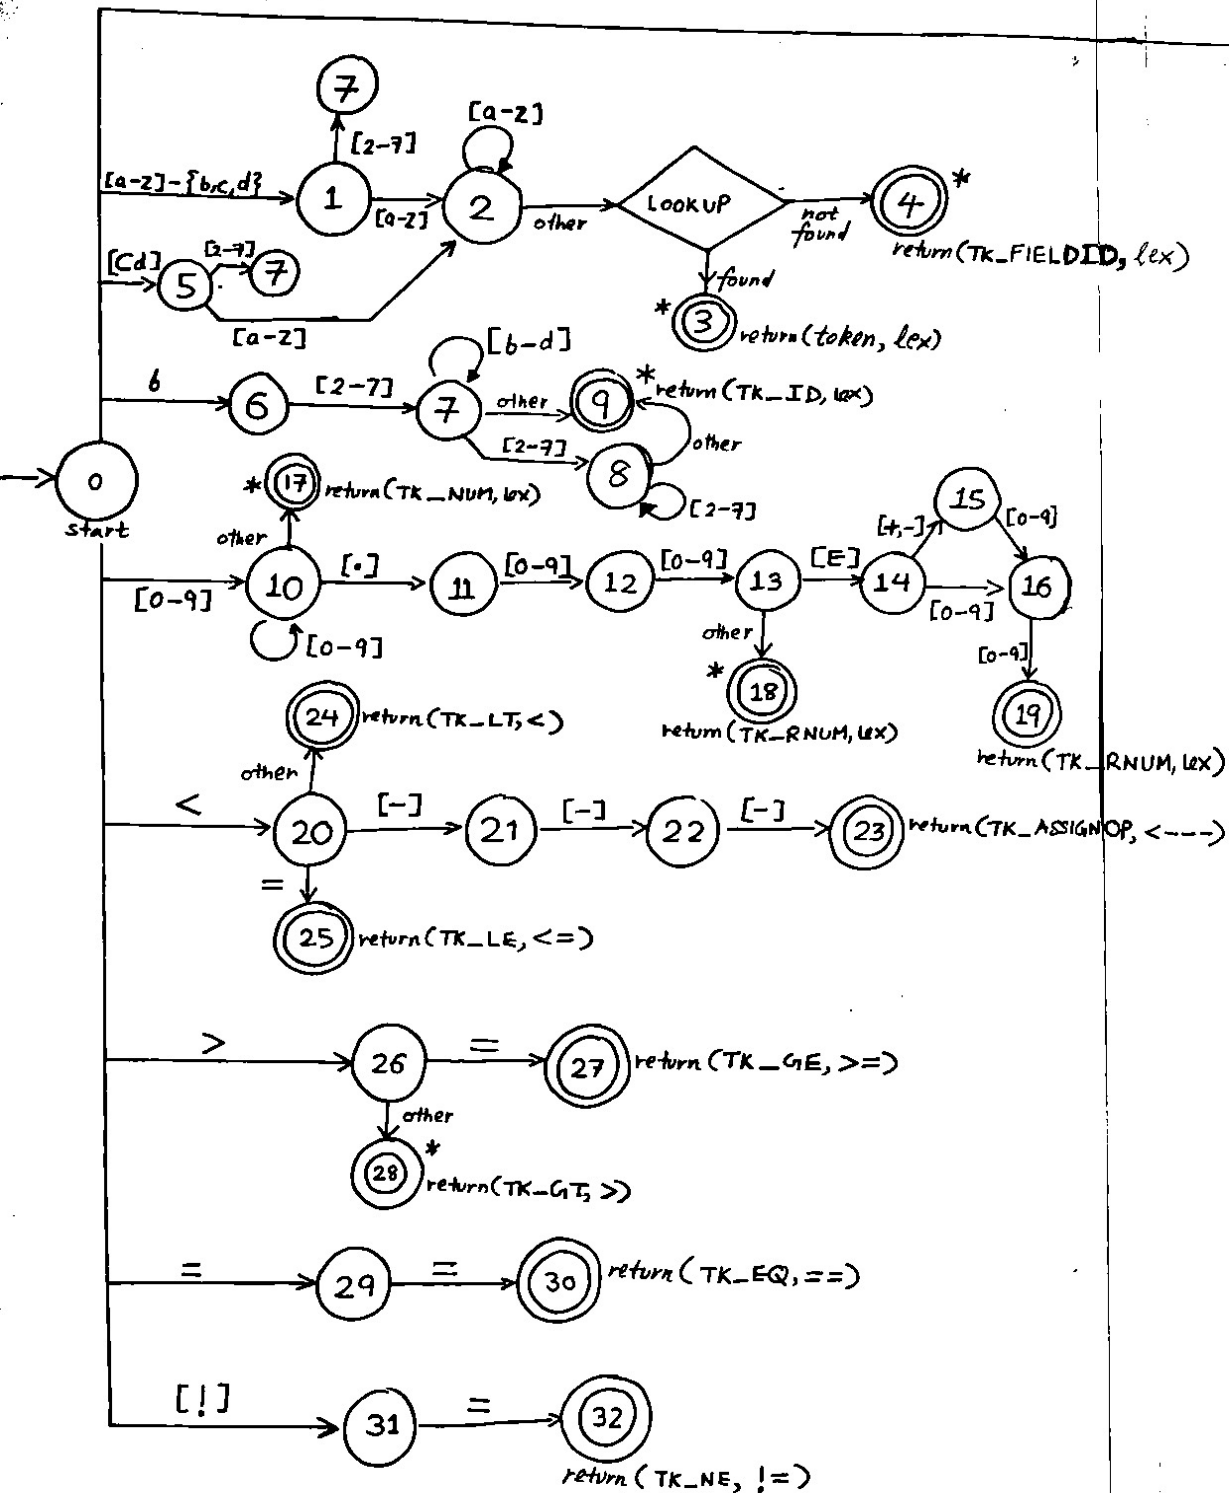 7
[a-z]
[2-7]
[a-z]-{b,c,d}
1
[a-z]
2
other
LOOKUP
not found
4
*
return(TK_FIELDID, lex)
found
*
3
return(token, lex)
[cd]
5
[2-7]
7
[a-z]
b
6
[2-7]
7
[b-d]
other
9
*
return(TK_ID, lex)
[2-7]
8
other
[2-7]
0
start
*
17
return(TK_NUM, lex)
other
[0-9]
10
[0-9]
[.]
11
[0-9]
12
[0-9]
13
[E]
14
[+,-]
15
[0-9]
[0-9]
16
other
*
18
return(TK_RNUM, lex)
[0-9]
19
return(TK_RNUM, lex)
24
return(TK_LT, <)
other
<
20
[-]
21
[-]
22
[-]
23
return(TK_ASSIGNOP, <---)
=
25
return(TK_LE, <=)
>
26
=
27
return(TK_GE, >=)
other
28
*
return(TK_GT, >)
=
29
=
30
return(TK_EQ, ==)
[!]
31
=
32
return(TK_NE, !=)